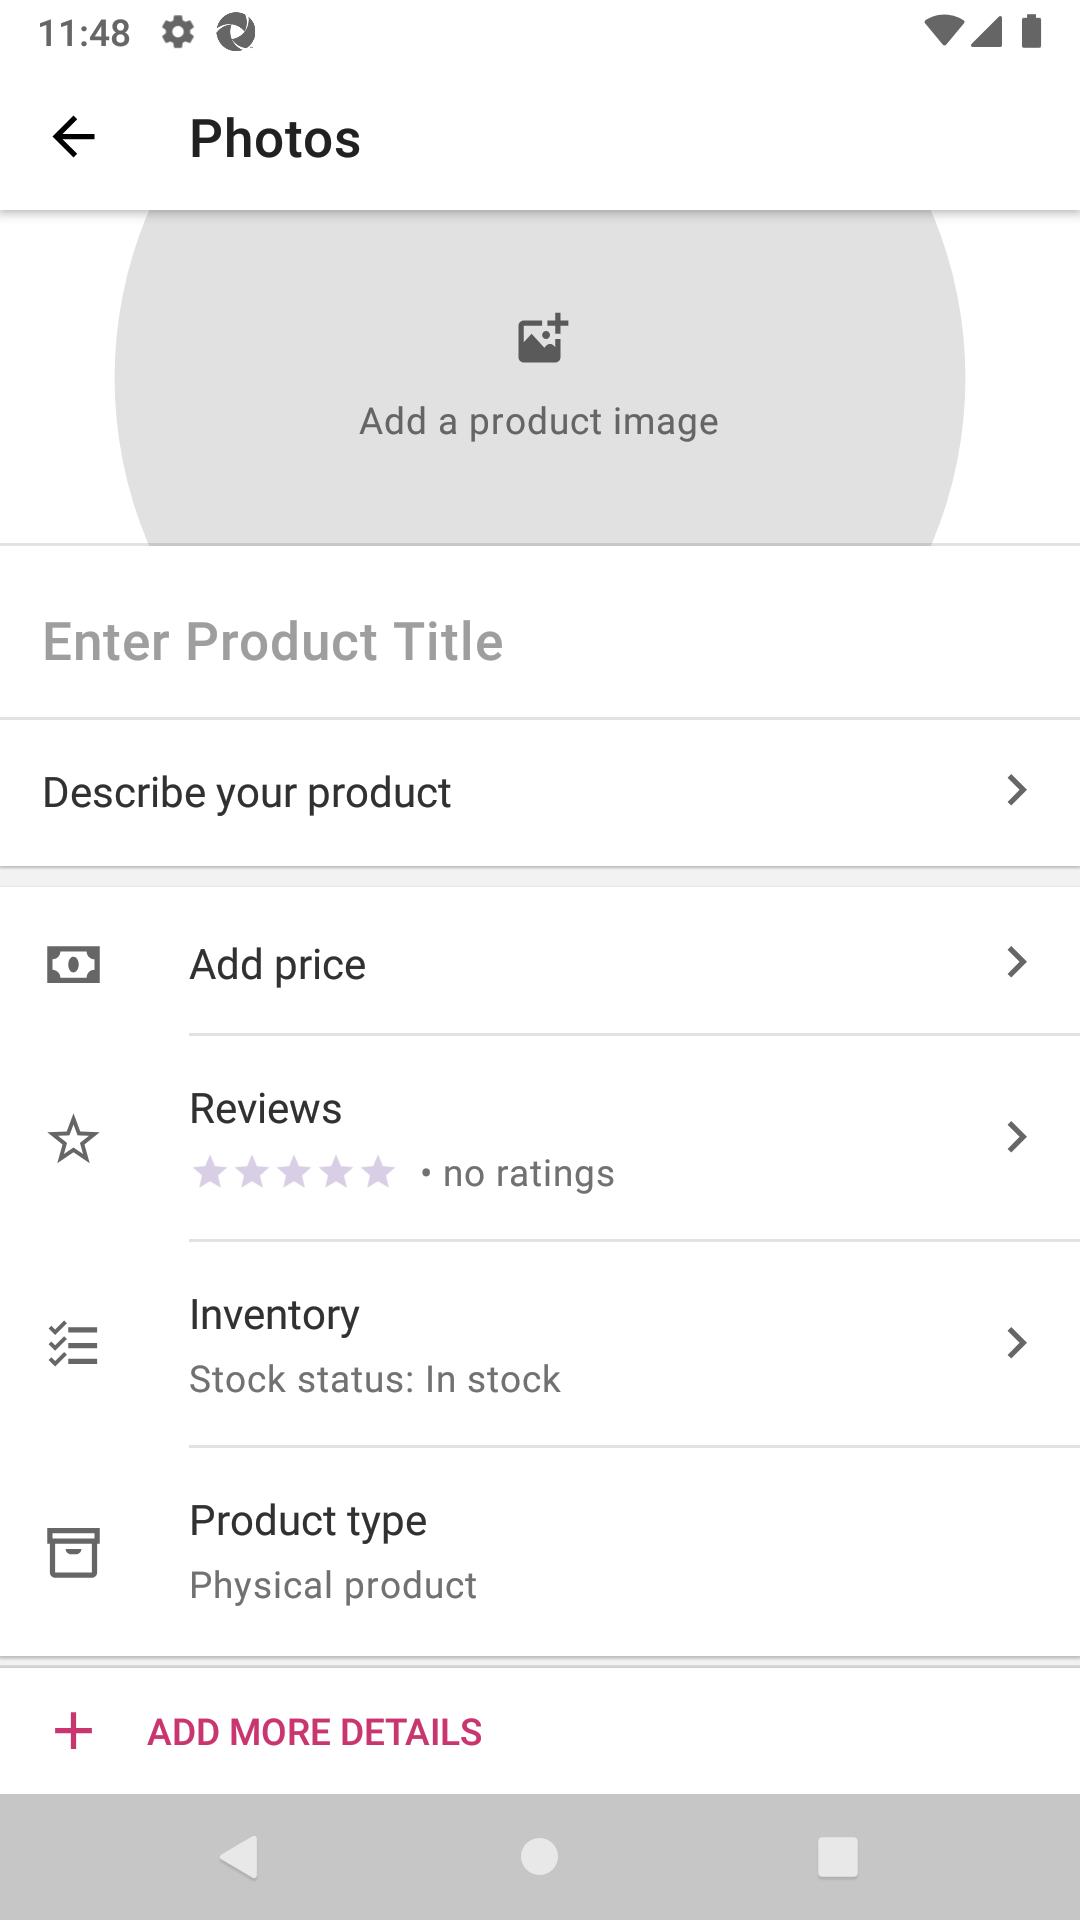 11:48
Photos
Add a product image
Enter Product Title
Describe your product
Add price
Reviews
• no ratings
Inventory
Stock status: In stock
Product type
Physical product
ADD MORE DETAILS